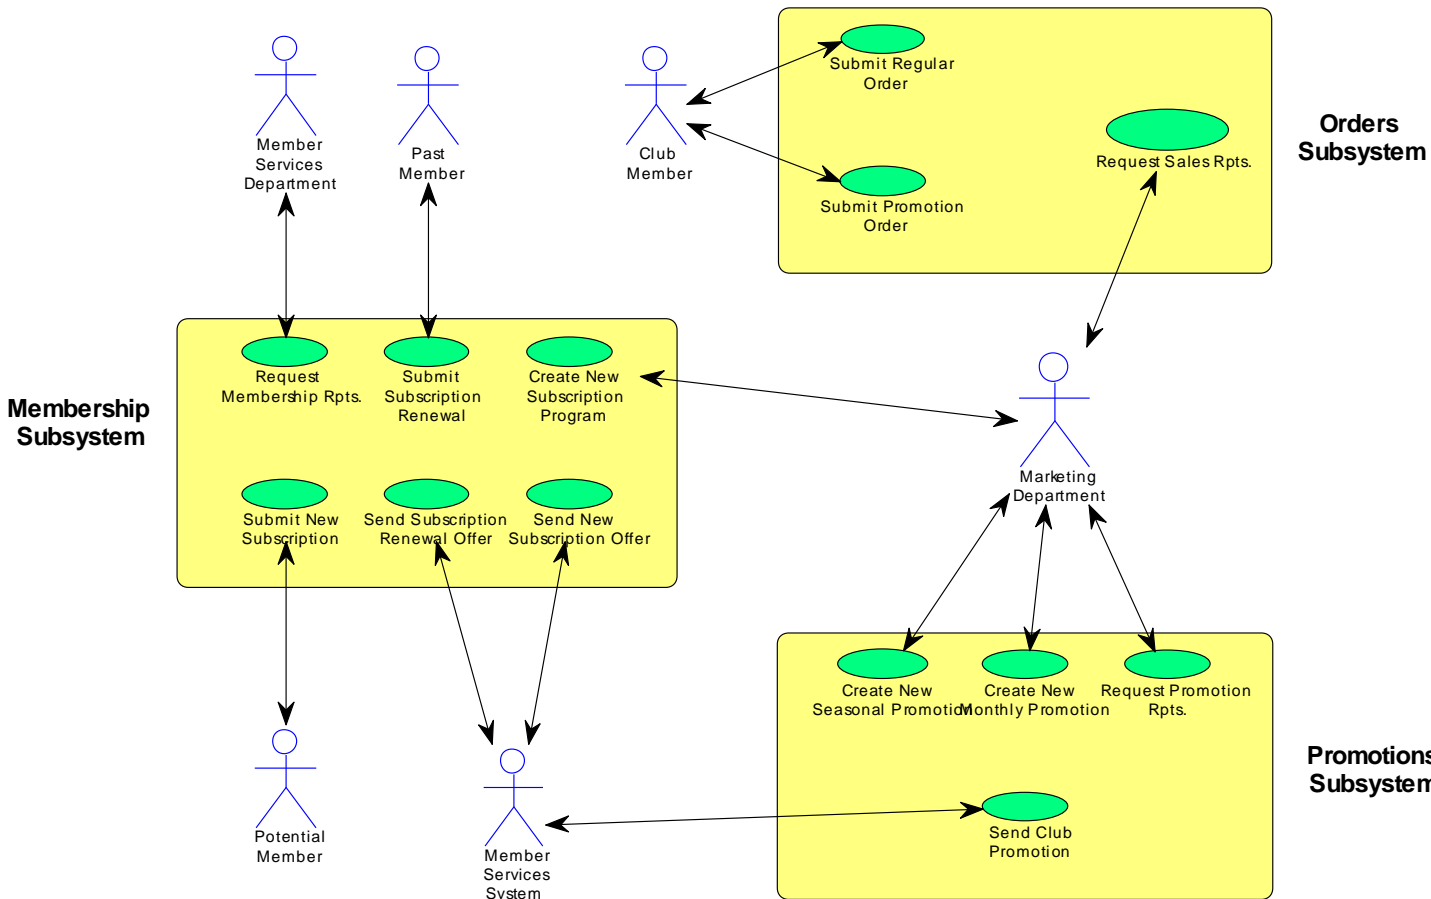 Member
Services
Department
Past
Member
Club
Member
Submit Regular
Order
Submit Promotion
Order
Request Sales Rpts.
Orders
Subsystem
Membership
Subsystem
Request
Membership Rpts.
Submit
Subscription
Renewal
Create New
Subscription
Program
Submit New
Subscription
Send Subscription
Renewal Offer
Send New
Subscription Offer
Marketing
Department
Create New
Seasonal Promotion
Create New
Monthly Promotion
Request Promotion
Rpts.
Promotions
Subsystem
Send Club
Promotion
Potential
Member
Member
Services
System